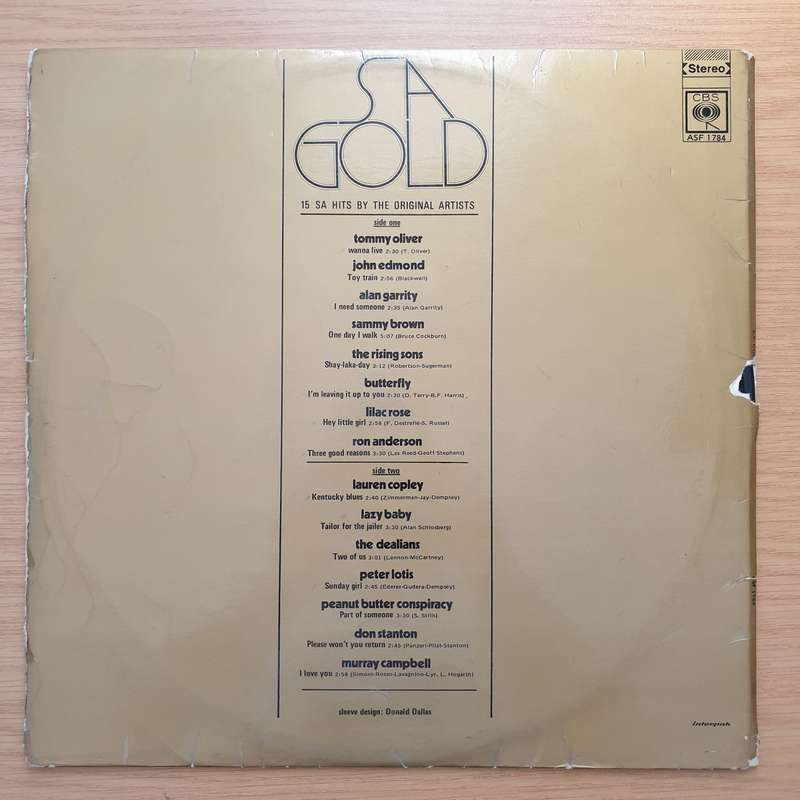 SA
GOLD
Stereo
CBS
ASF 1784
15 SA HITS BY THE ORIGINAL ARTISTS
side one
tommy oliver
wanna live 2:30 (T. Oliver)
john edmond
Toy train 2:56 (Blackwell)
alan garrity
I need someone 2:35 (Alan Garrity)
sammy brown
One day I walk 5:07 (Bruce Cockburn)
the rising sons
Shay-laka-day 2:12 (Robertson-Sugerman)
butterfly
I'm leaving it up to you 2:30 (D. Terry-B.F. Harris)
lilac rose
Hey little girl 2:58 (F. Destrefle-S. Russel)
ron anderson
Three good reasons 3:30 (Les Reed-Geoff Stephens)
side two
lauren copley
Kentucky blues 2:40 (Zimmerman-Jay-Dempsey)
lazy baby
Tailor for the jailer 3:30 (Alan Schlosberg)
the dealians
Two of us 3:01 (Lennon-McCartney)
peter lotis
Sunday girl 2:45 (Ederer-Gudera-Dempsey)
peanut butter conspiracy
Part of someone 3:30 (S. Stills)
don stanton
Please won't you return 2:45 (Panzeri-Pilat-Stanton)
murray campbell
I love you 2:58 (Simoni-Rosso-Lavagnino-Lyr. L. Hogarth)
sleeve design: Donald Dallas
interpak